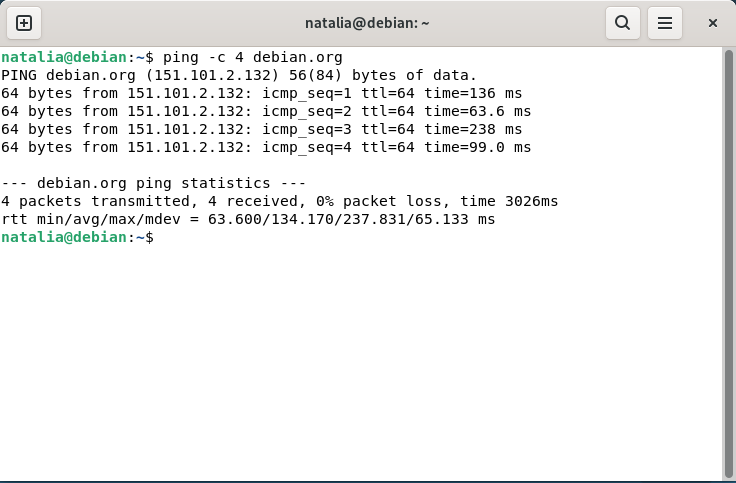 natalia@debian: ~
natalia@debian:~$ ping -c 4 debian.org
PING debian.org (151.101.2.132) 56(84) bytes of data.
64 bytes from 151.101.2.132: icmp_seq=1 ttl=64 time=136 ms
64 bytes from 151.101.2.132: icmp_seq=2 ttl=64 time=63.6 ms
64 bytes from 151.101.2.132: icmp_seq=3 ttl=64 time=238 ms
64 bytes from 151.101.2.132: icmp_seq=4 ttl=64 time=99.0 ms
--- debian.org ping statistics ---
4 packets transmitted, 4 received, 0% packet loss, time 3026ms
rtt min/avg/max/mdev = 63.600/134.170/237.831/65.133 ms
natalia@debian:~$